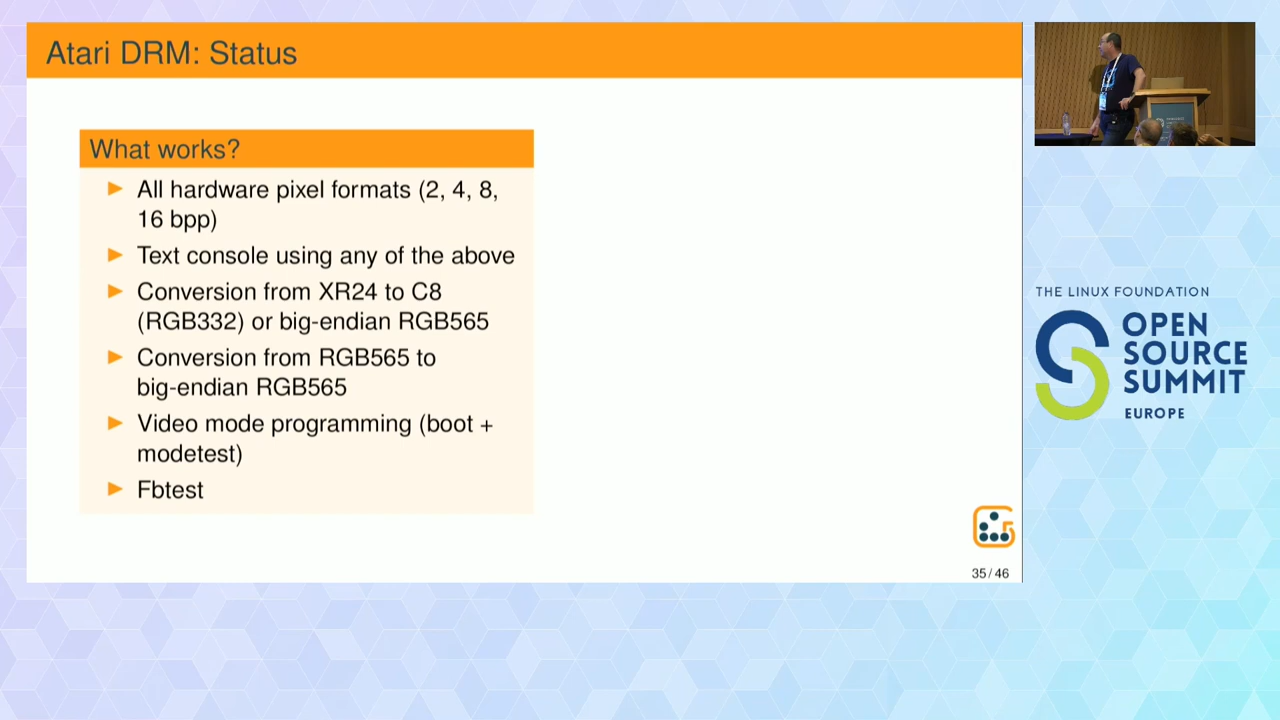 Atari DRM: Status
What works?
All hardware pixel formats (2, 4, 8,
16 bpp)
Text console using any of the above
Conversion from XR24 to C8
(RGB332) or big-endian RGB565
Conversion from RGB565 to
big-endian RGB565
Video mode programming (boot +
modetest)
Fbtest
35 / 46
THE LINUX FOUNDATION
OPEN
SOURCE
SUMMIT
EUROPE